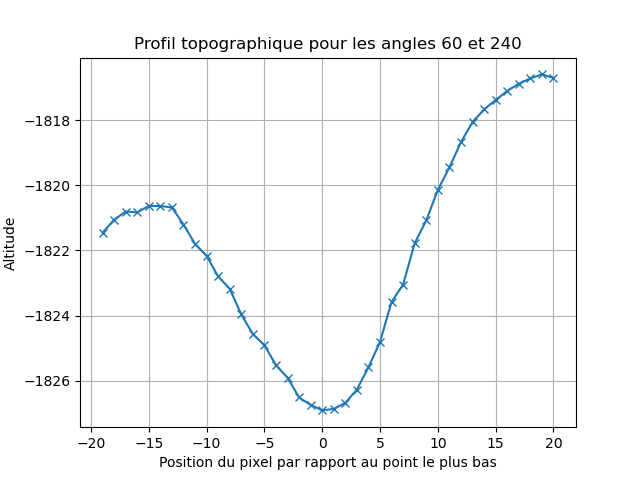 Profil topographique pour les angles 60 et 240
Altitude
−1818
−1820
−1822
−1824
−1826
−20 −15 −10 −5 0 5 10 15 20
Position du pixel par rapport au point le plus bas